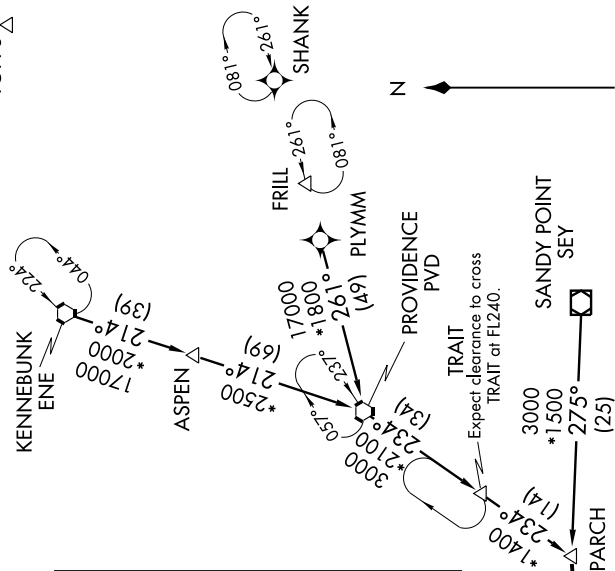 SHANK
261°
081°
N
FRILL
261°
081°
PLYMM
17000
*1800
261°
(49)
PROVIDENCE
PVD
237°
057°
KENNEBUNK
ENE
224°
044°
17000
*2000
214°
(39)
ASPEN
*2500
214°
(69)
3000
*2100
234°
(34)
TRAIT
Expect clearance to cross
TRAIT at FL240.
SANDY POINT
SEY
3000
*1500
275°
(25)
*1400
234°
(14)
PARCH